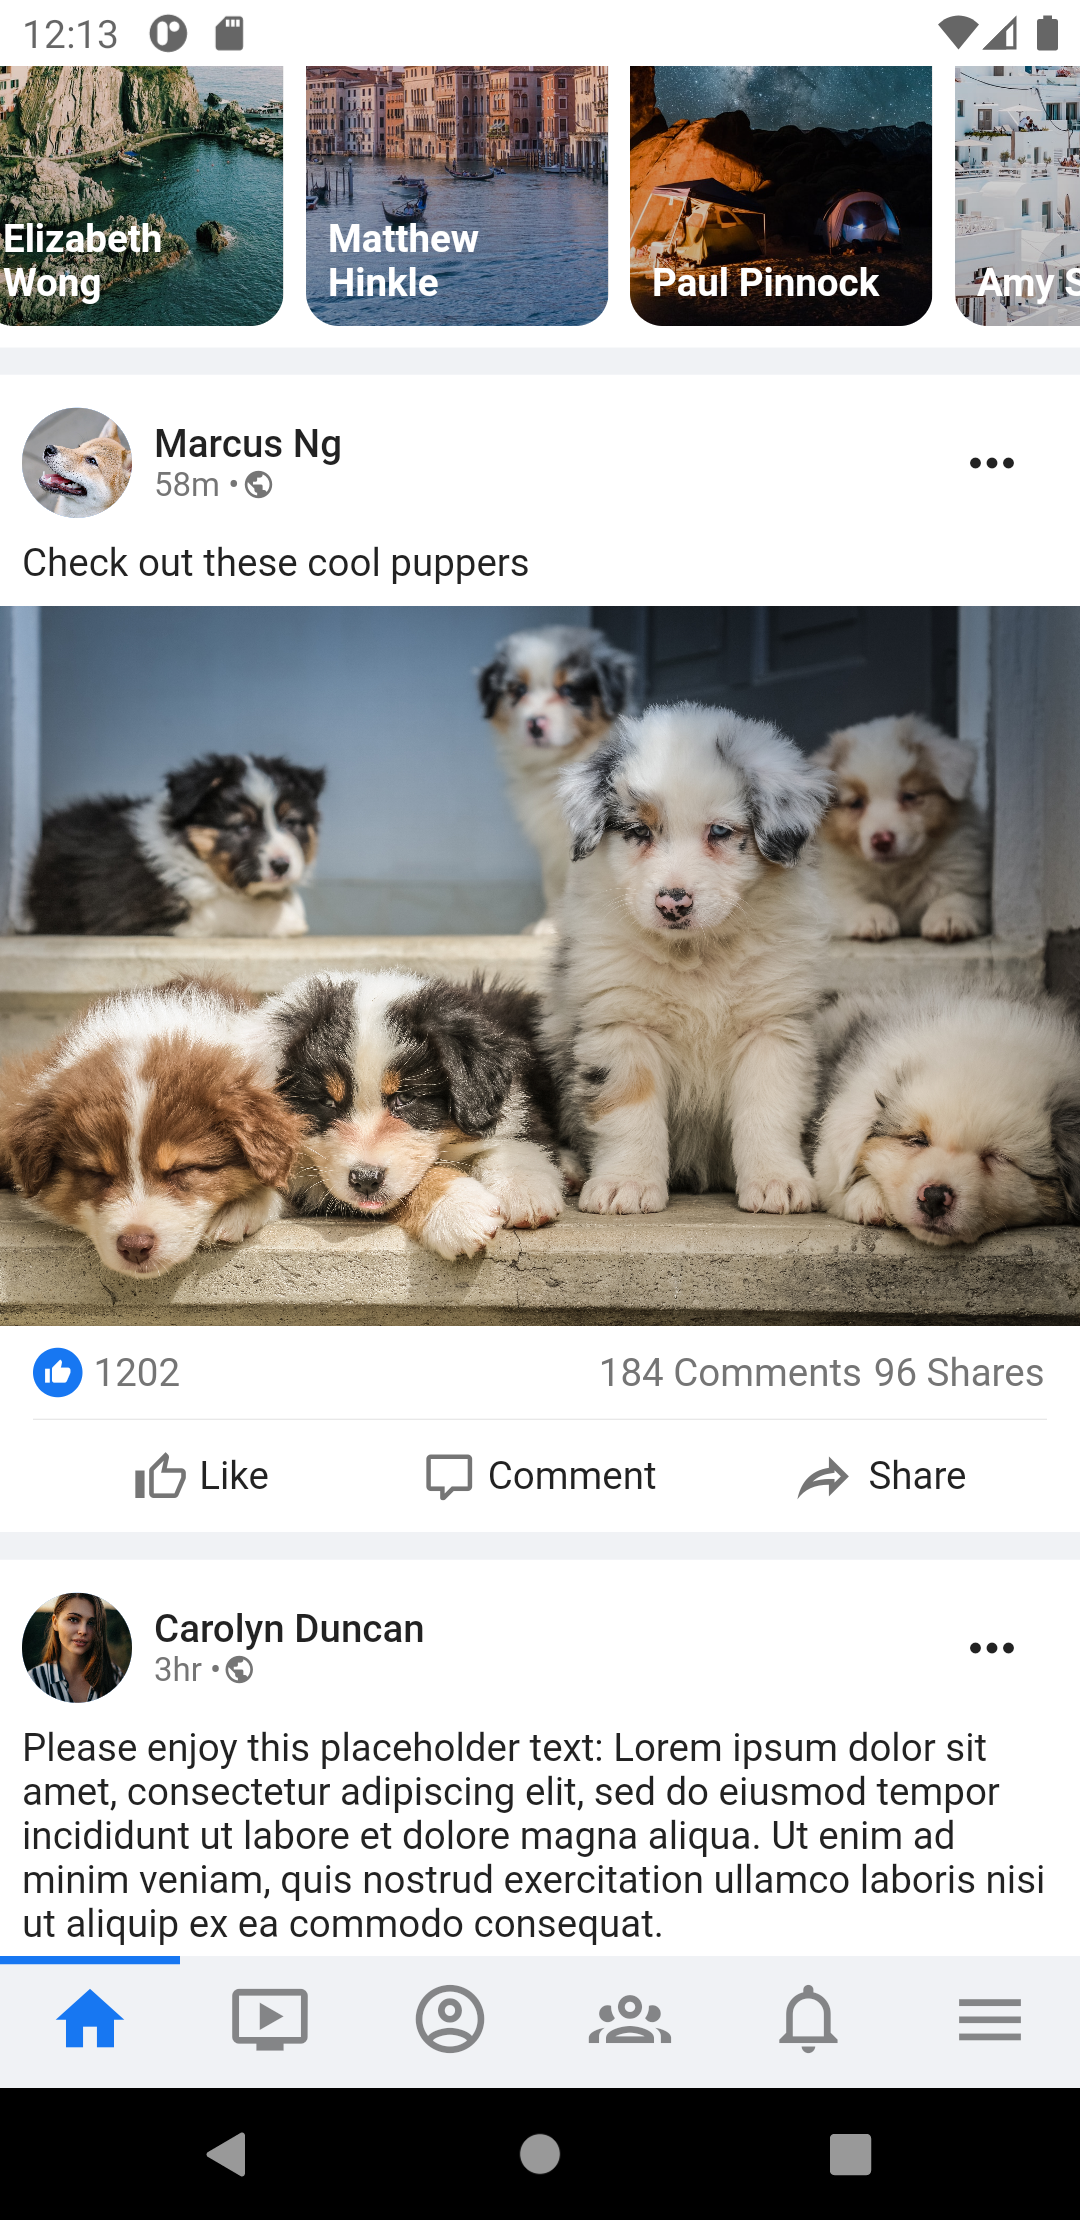 12:13
Elizabeth
Wong
Matthew
Hinkle
Paul Pinnock
Amy S
Marcus Ng
58m •
Check out these cool puppers
1202
184 Comments 96 Shares
Like
Comment
Share
Carolyn Duncan
3hr •
Please enjoy this placeholder text: Lorem ipsum dolor sit
amet, consectetur adipiscing elit, sed do eiusmod tempor
incididunt ut labore et dolore magna aliqua. Ut enim ad
minim veniam, quis nostrud exercitation ullamco laboris nisi
ut aliquip ex ea commodo consequat.